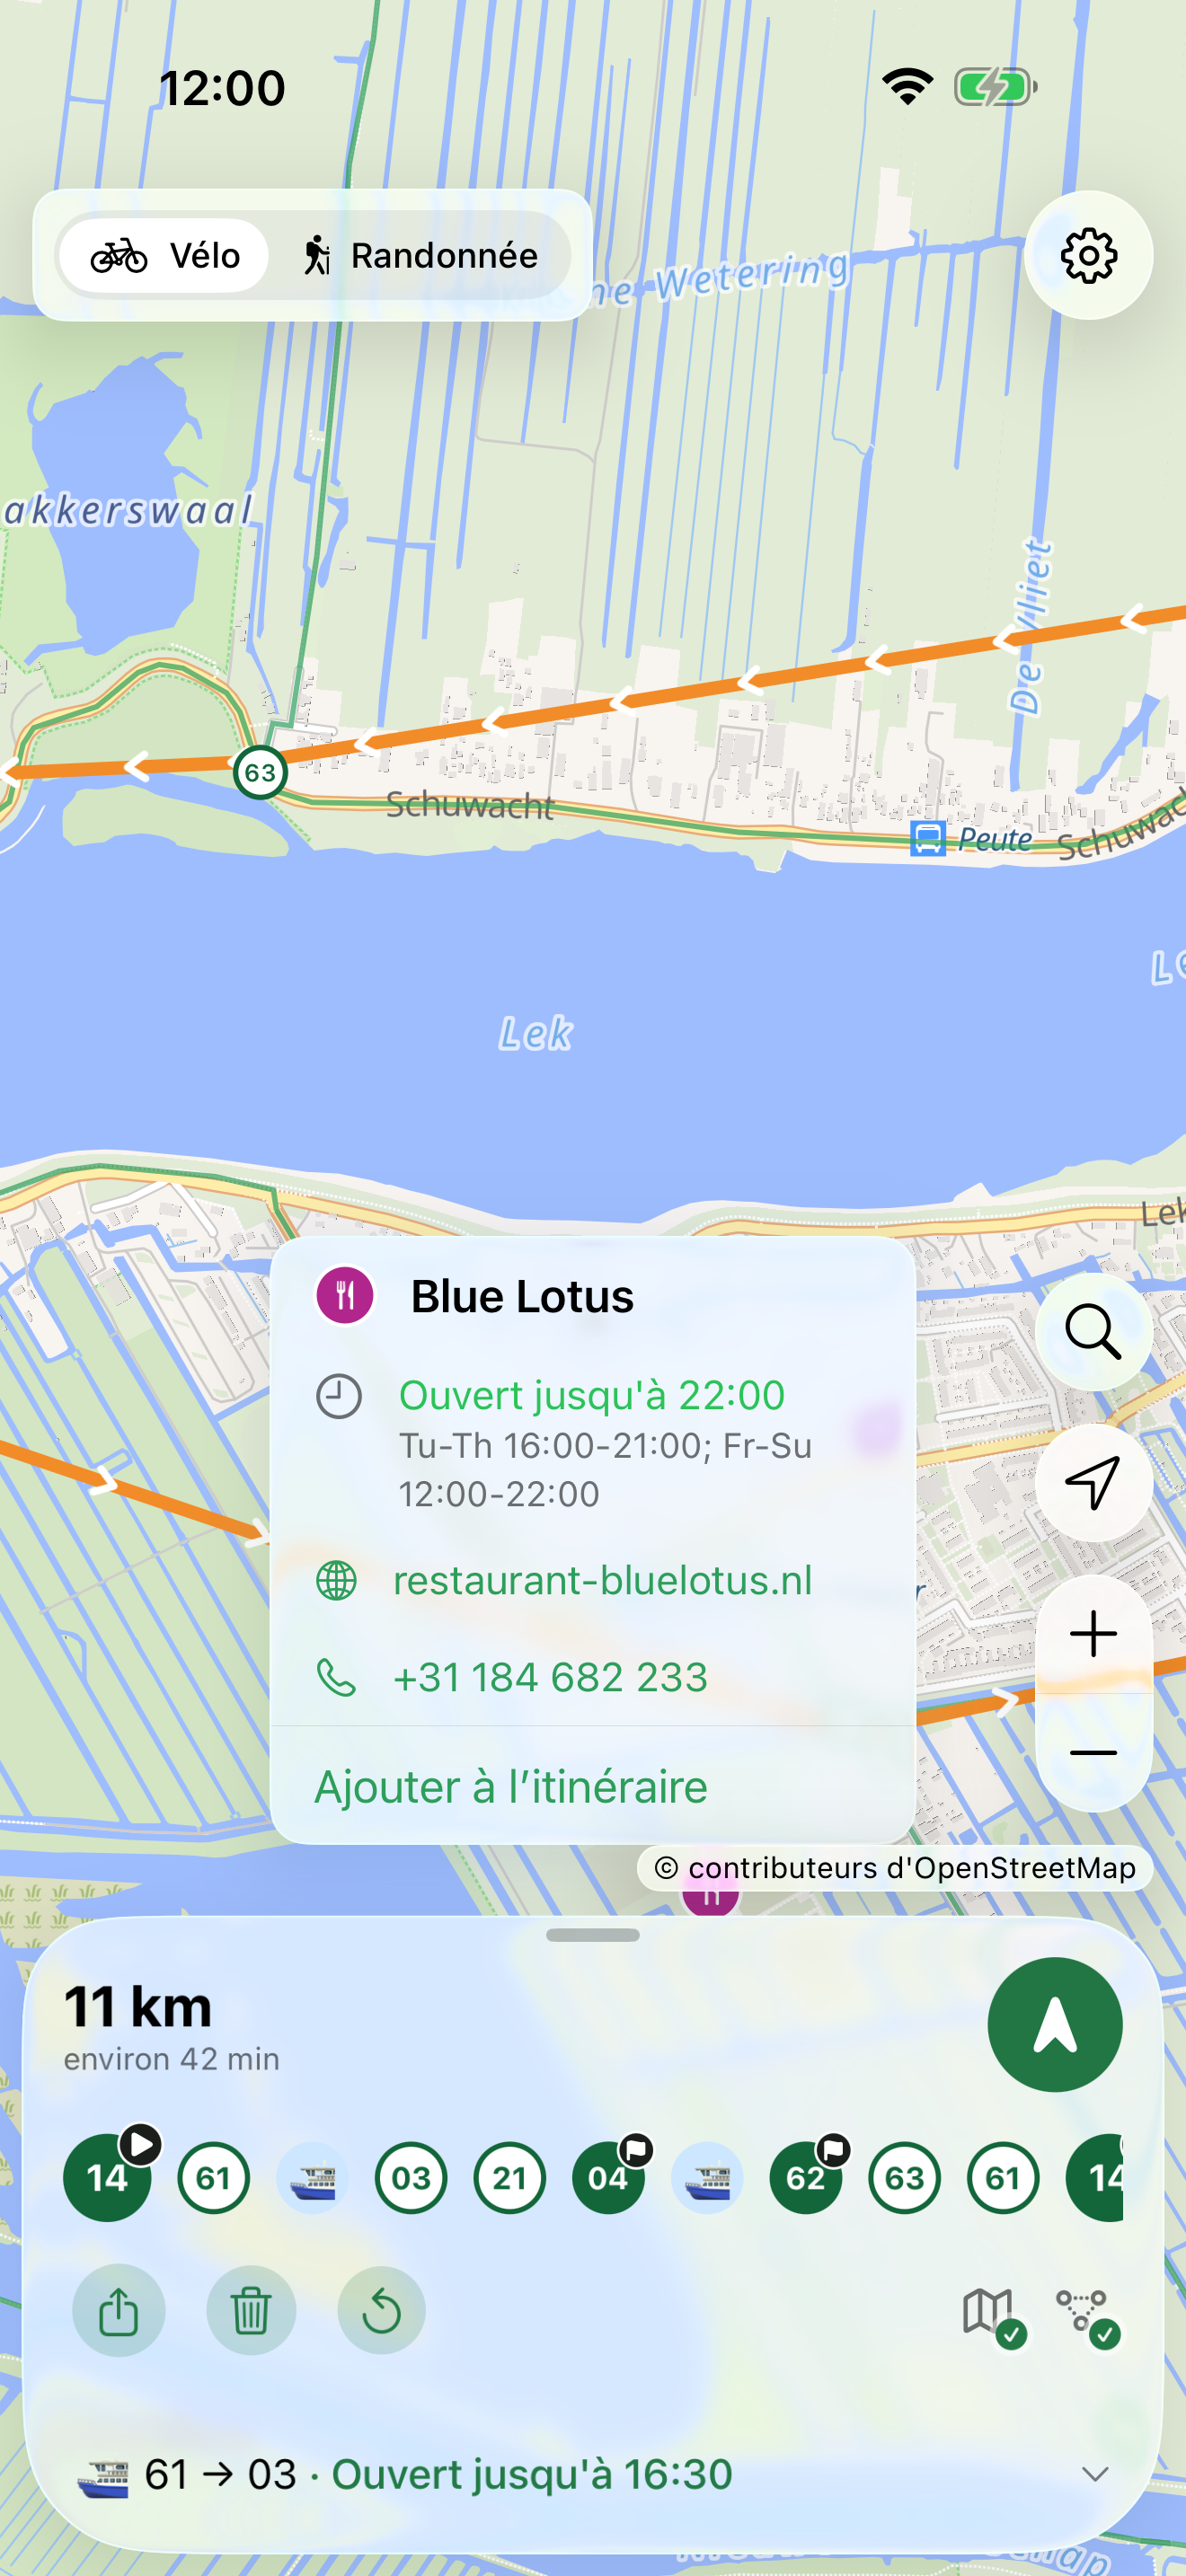 12:00
Vélo
Randonnée
ne Wetering
akkerswaal
De Vliet
63
Schuwacht
Peute
Lek
Blue Lotus
Ouvert jusqu'à 22:00
Tu-Th 16:00-21:00; Fr-Su
12:00-22:00
restaurant-bluelotus.nl
+31 184 682 233
Ajouter à l’itinéraire
© contributeurs d'OpenStreetMap
11 km
environ 42 min
14 61 03 21 04 62 63 61 14
61 → 03 · Ouvert jusqu'à 16:30